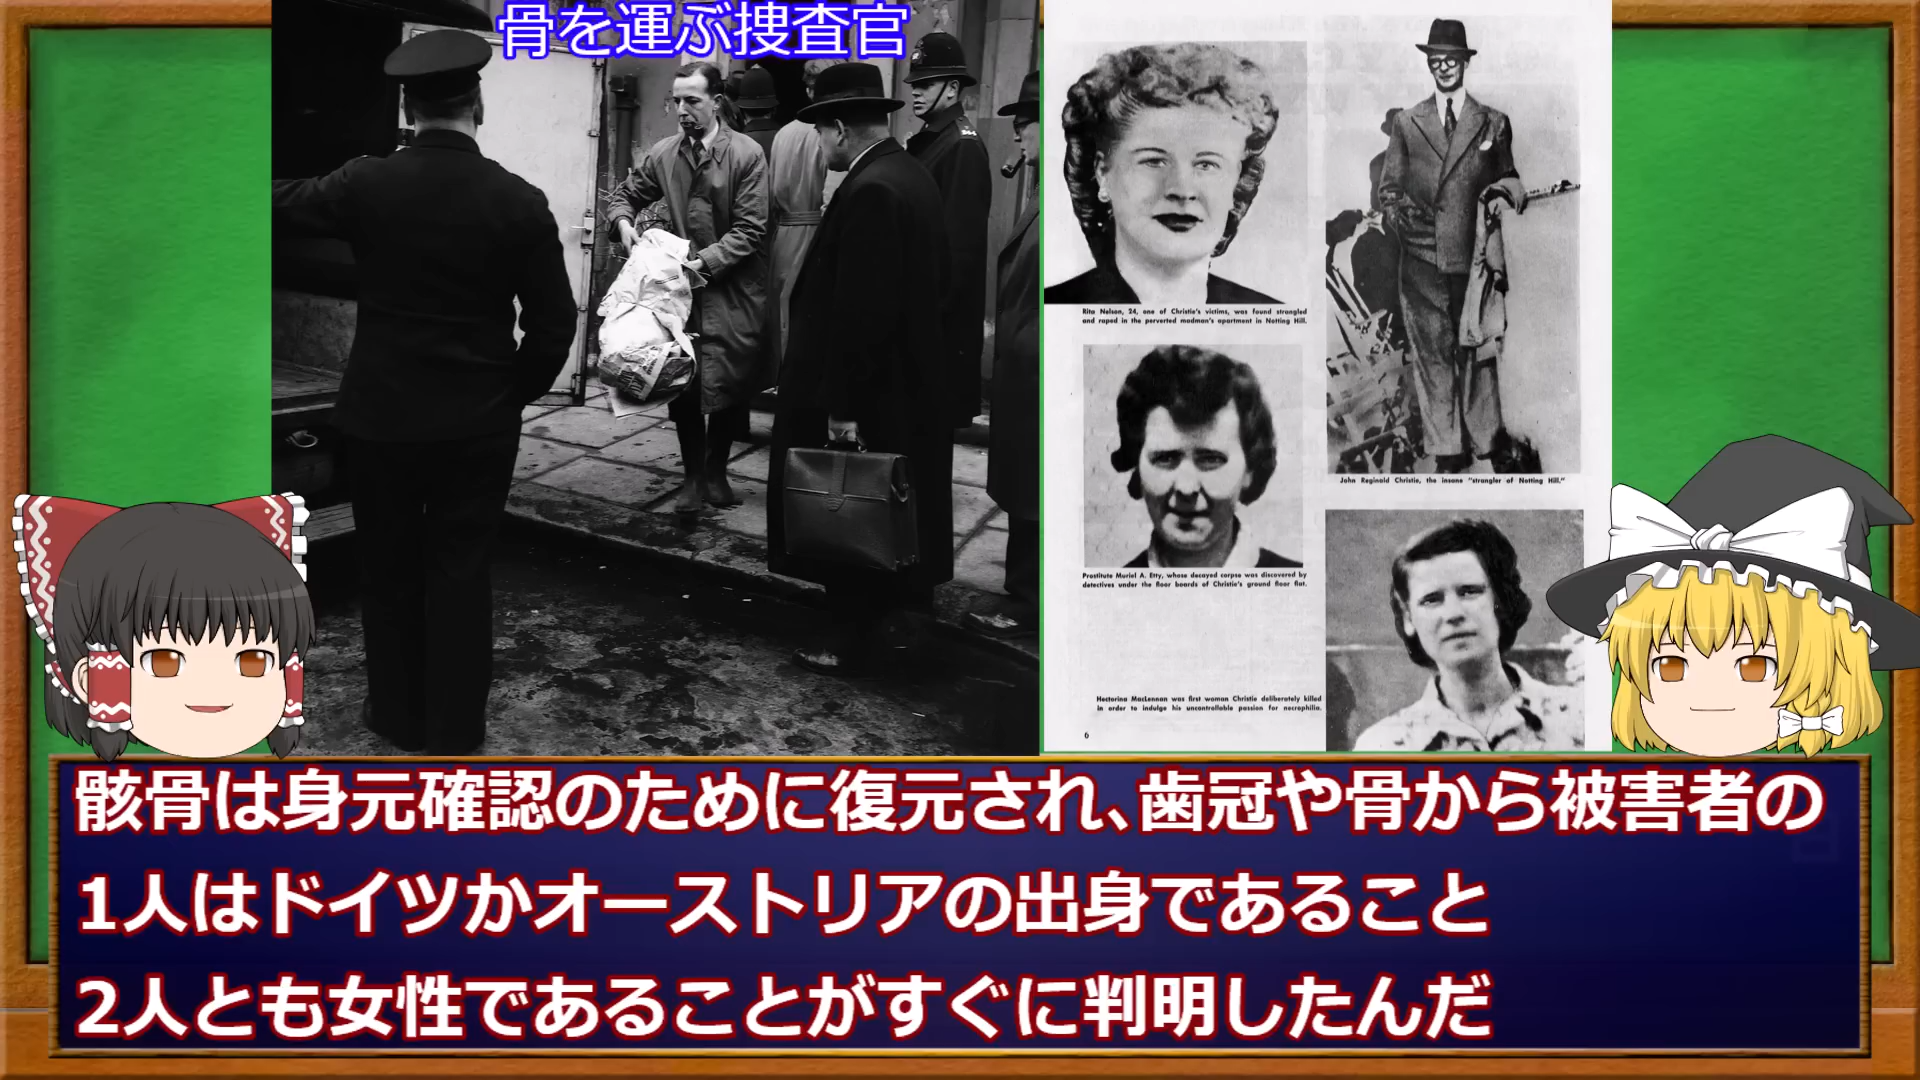 骨を運ぶ捜査官
Rita Nelson, 24, one of Christie's victims, was found strangled
and raped in the perverted madman's apartment in Notting Hill.
John Reginald Christie, the insane "strangler of Notting Hill."
Prostitute Muriel A. Etty, whose decayed corpse was discovered by
detectives under the floor boards of Christie's ground floor flat.
Hectorina MacLennan was first woman Christie deliberately killed
in order to indulge his uncontrollable passion for necrophilia.
6
骸骨は身元確認のために復元され、歯冠や骨から被害者の
1人はドイツかオーストリアの出身であること
2人とも女性であることがすぐに判明したんだ